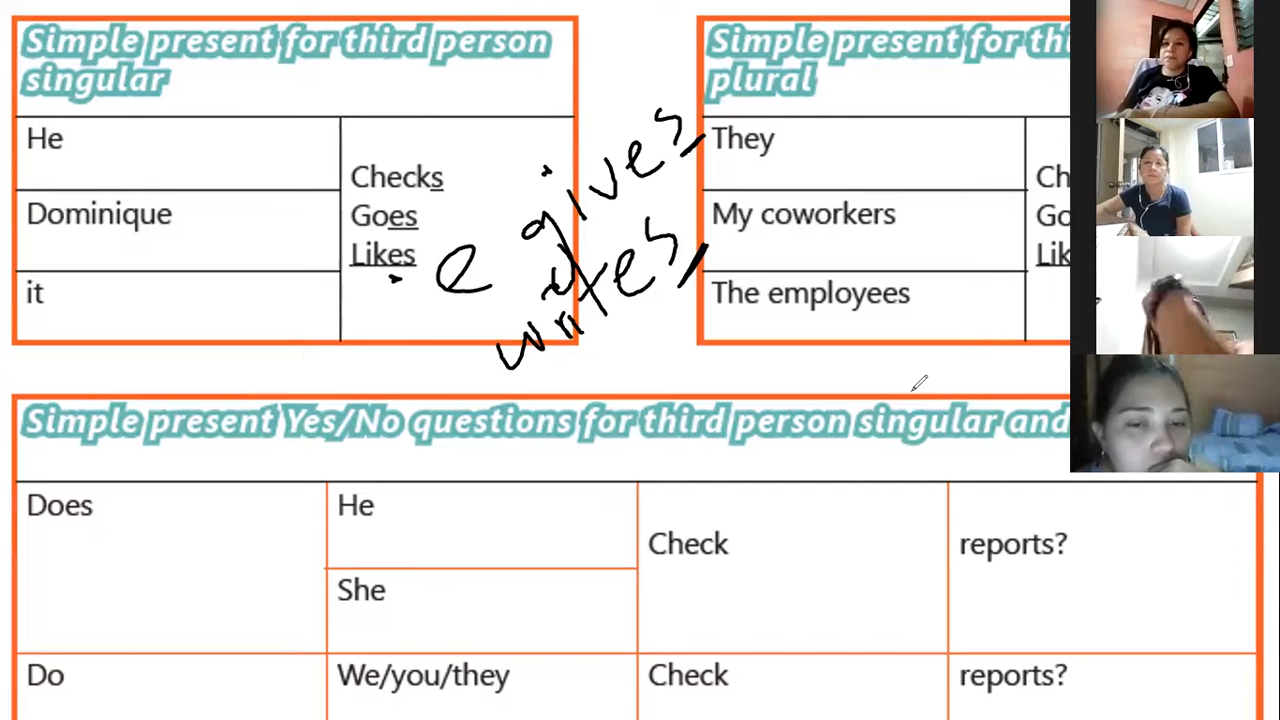 Simple present for third person
singular
He
Dominique
it
Checks
Goes
Likes
e gives
writes
Simple present for thi
plural
They
My coworkers
The employees
Ch
Go
Lik
Simple present Yes/No questions for third person singular and
Does
He
She
Check
reports?
Do
We/you/they
Check
reports?